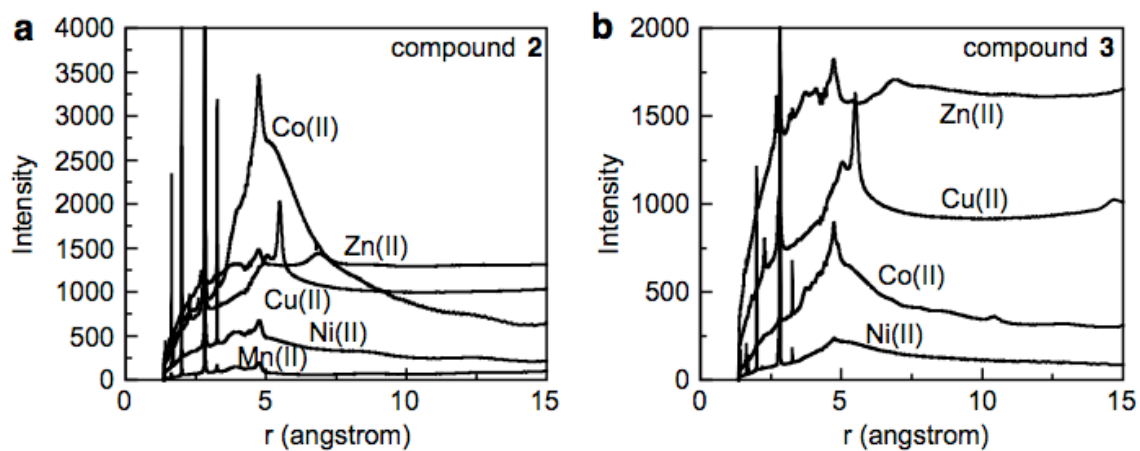 a
compound 2
4000
3500
3000
2500
2000
1500
1000
500
0
Intensity
Co(II)
Zn(II)
Cu(II)
Ni(II)
Mn(II)
0 5 10 15
r (angstrom)
b
compound 3
2000
1500
1000
500
0
Intensity
Zn(II)
Cu(II)
Co(II)
Ni(II)
0 5 10 15
r (angstrom)